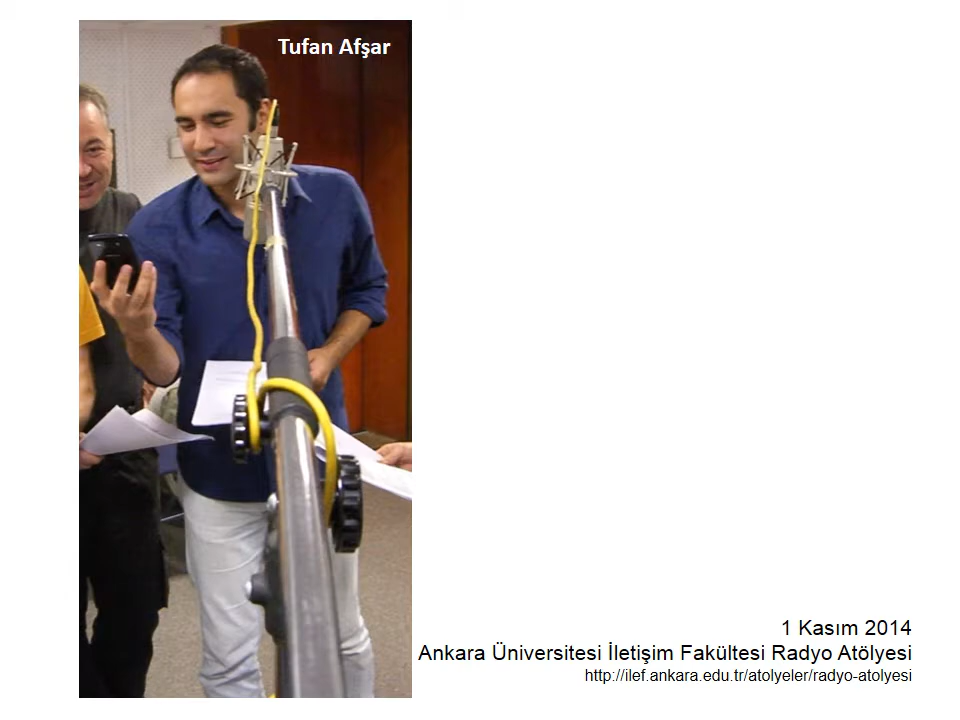 Tufan Afşar
1 Kasım 2014
Ankara Üniversitesi İletişim Fakültesi Radyo Atölyesi
http://ilef.ankara.edu.tr/atolyeler/radyo-atolyesi